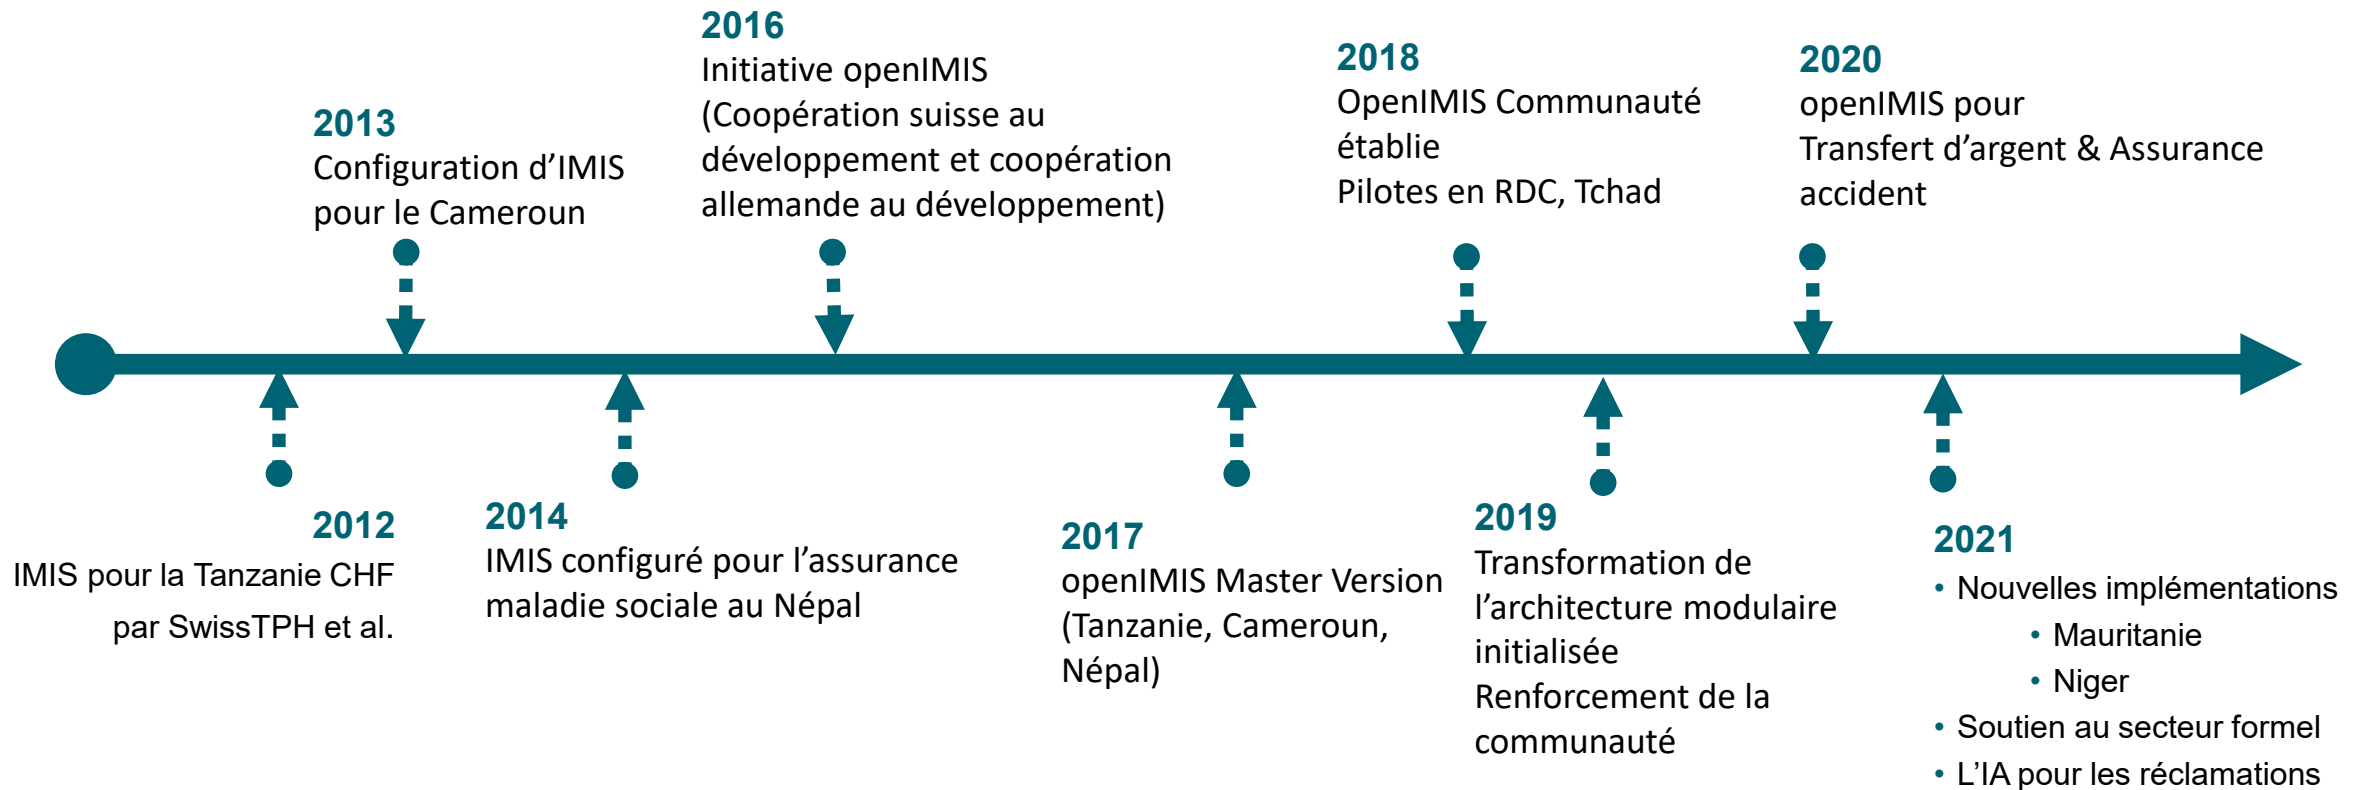 2012
IMIS pour la Tanzanie CHF
par SwissTPH et al.
2013
Configuration d’IMIS
pour le Cameroun
2014
IMIS configuré pour l’assurance
maladie sociale au Népal
2016
Initiative openIMIS
(Coopération suisse au
développement et coopération
allemande au développement)
2017
openIMIS Master Version
(Tanzanie, Cameroun,
Népal)
2018
OpenIMIS Communauté
établie
Pilotes en RDC, Tchad
2019
Transformation de
l’architecture modulaire
initialisée
Renforcement de la
communauté
2020
openIMIS pour
Transfert d’argent & Assurance
accident
2021
• Nouvelles implémentations
• Mauritanie
• Niger
• Soutien au secteur formel
• L’IA pour les réclamations